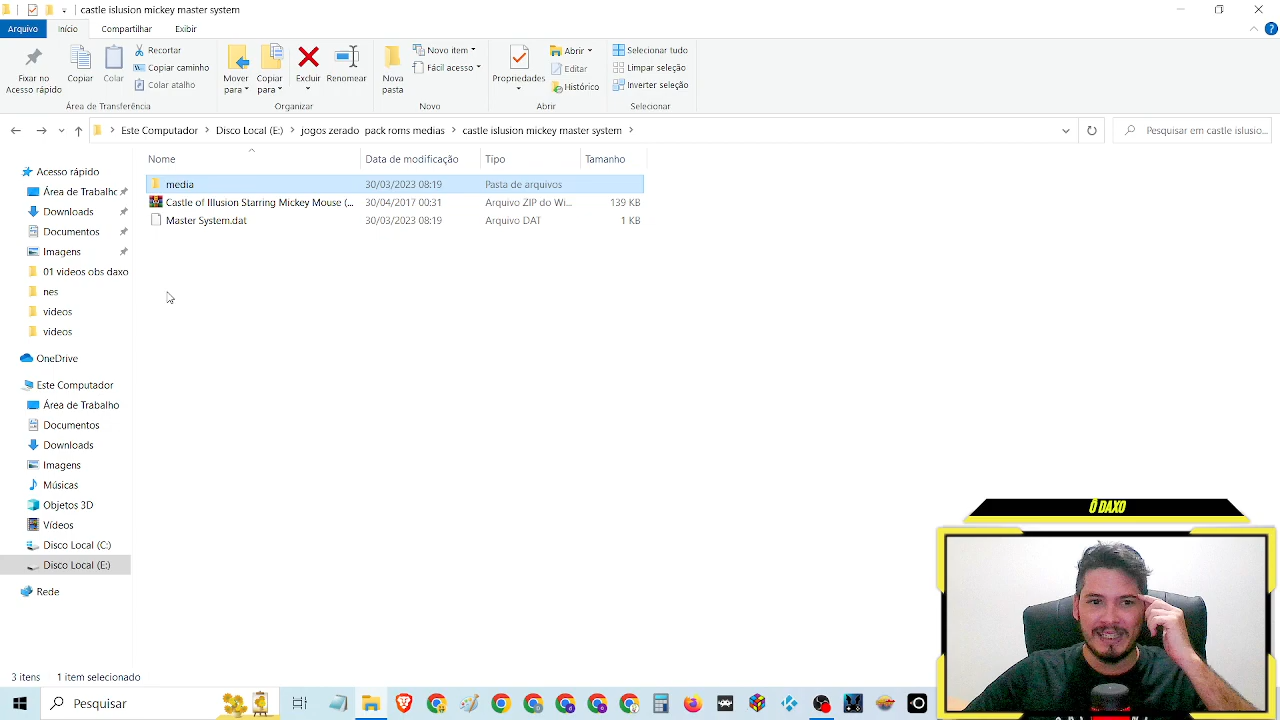 castle islusion mickey master system
Arquivo Início Compartilhar Exibir
Fixar no Acesso rápido
Copiar
Colar
Recortar
Copiar caminho
Colar atalho
Área de Transferência
Mover para
Copiar para
Excluir
Renomear
Organizar
Nova pasta
Novo item
Fácil acesso
Novo
Propriedades
Abrir
Editar
Histórico
Abrir
Selecionar tudo
Limpar seleção
Inverter seleção
Selecionar
Este Computador > Disco Local (E:) > jogos zerado pack roms medias > castle islusion mickey master system >
Pesquisar em castle islusio...
Nome Data de modificação Tipo Tamanho
media 30/03/2023 08:19 Pasta de arquivos
Castle of Illusion Starring Mickey Mouse (... 30/04/2017 00:31 Arquivo ZIP do Wi... 139 KB
Master System.dat 30/03/2023 08:19 Arquivo DAT 1 KB
Acesso rápido
Área de Trabalho
Downloads
Documentos
Imagens
01 videos obs daxo
nes
videos
videos
OneDrive
Este Computador
Área de Trabalho
Documentos
Downloads
Imagens
Músicas
Objetos 3D
Vídeos
Disco Local (C:)
Disco Local (E:)
Rede
Ô DAXO
3 itens 1 item selecionado
Pesquisar